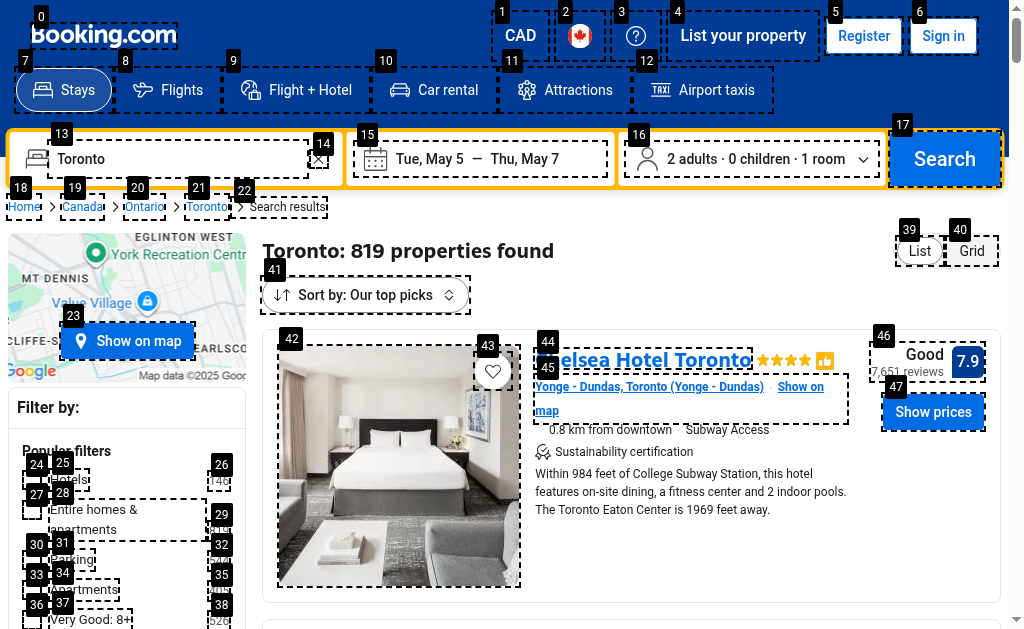 Booking.com
CAD
List your property
Register
Sign in
Stays
Flights
Flight + Hotel
Car rental
Attractions
Airport taxis
Toronto
Tue, May 5 — Thu, May 7
2 adults · 0 children · 1 room
Search
Home
Canada
Ontario
Toronto
Search results
EGLINTON WEST
York Recreation Centr
MT DENNIS
Value Village
Show on map
CLIFFE-S
EARLSCO
Google
Map data ©2025 Goog
Toronto: 819 properties found
List
Grid
Sort by: Our top picks
Filter by:
Popular filters
Hotels
146
Entire homes &
apartments
Parking
Apartments
Very Good: 8+
526
Chelsea Hotel Toronto
Good
7,651 reviews
7.9
Yonge - Dundas, Toronto (Yonge - Dundas)
Show on
map
Show prices
0.8 km from downtown
Subway Access
Sustainability certification
Within 984 feet of College Subway Station, this hotel
features on-site dining, a fitness center and 2 indoor pools.
The Toronto Eaton Center is 1969 feet away.
0
1
2
3
4
5
6
7
8
9
10
11
12
13
14
15
16
17
18
19
20
21
22
23
24
25
26
27
28
29
30
31
32
33
34
35
36
37
38
39
40
41
42
43
44
45
46
47